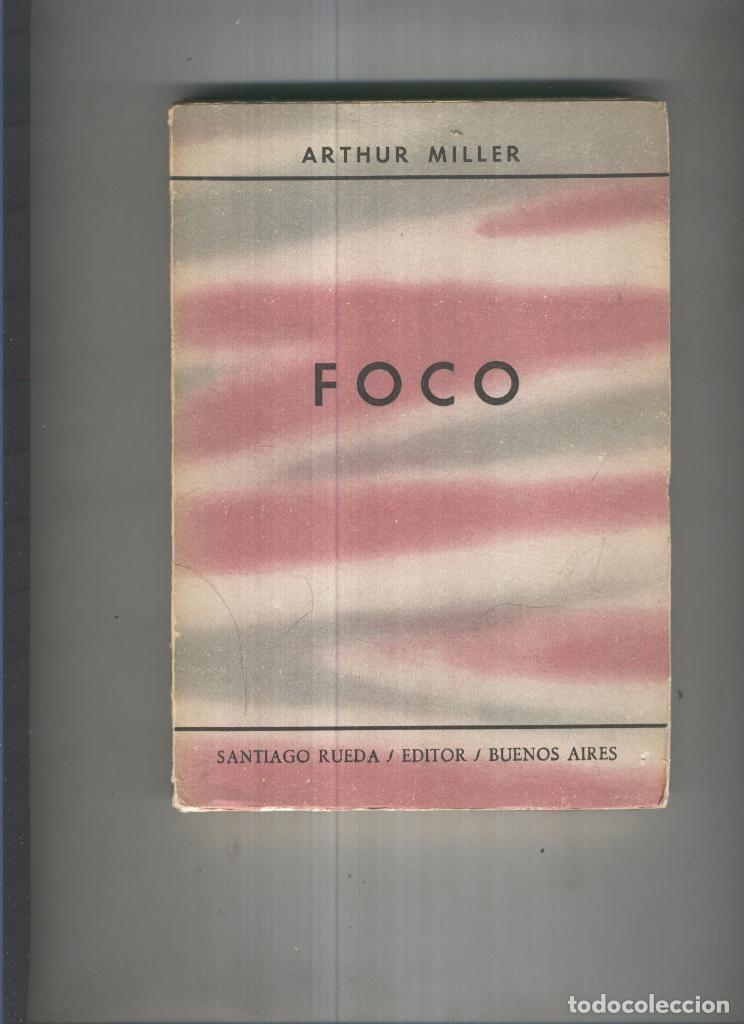 ARTHUR MILLER
FOCO
SANTIAGO RUEDA / EDITOR / BUENOS AIRES
todocoleccion